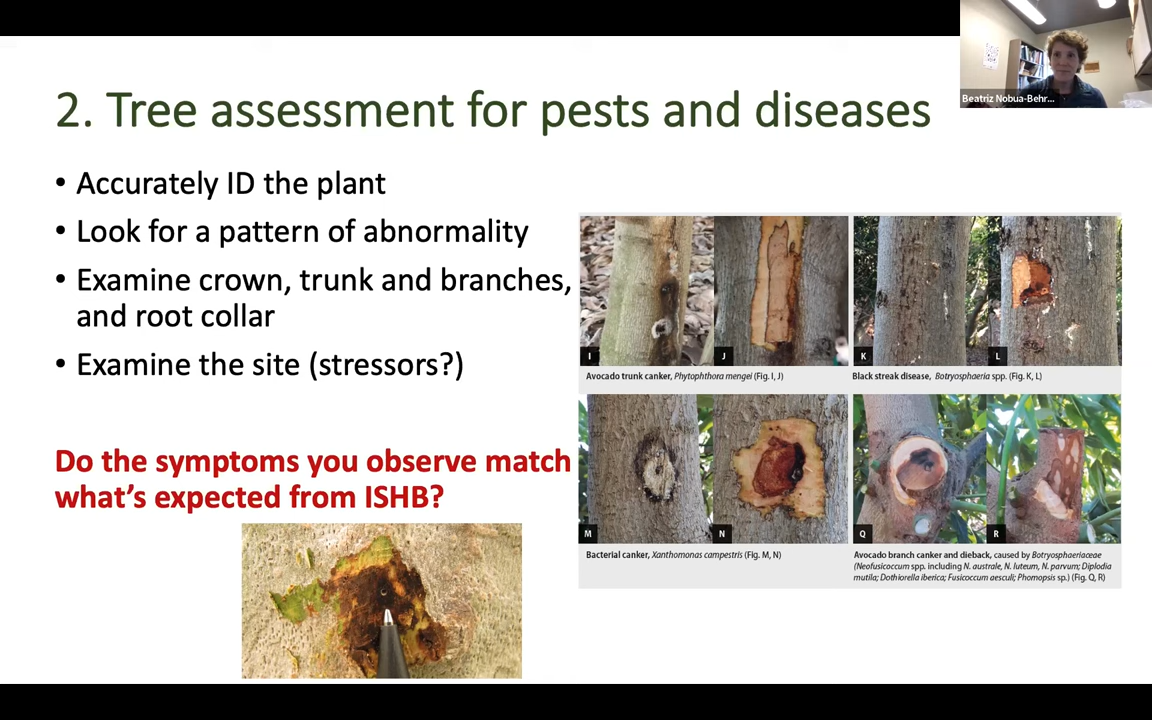 Beatriz Nobua-Behr...
2. Tree assessment for pests and diseases
• Accurately ID the plant
• Look for a pattern of abnormality
• Examine crown, trunk and branches,
and root collar
• Examine the site (stressors?)
Do the symptoms you observe match
what's expected from ISHB?
I
J
K
L
Avocado trunk canker, Phytophthora mengei (Fig. I, J)
Black streak disease, Botryosphaeria spp. (Fig. K, L)
M
N
Q
R
Bacterial canker, Xanthomonas campestris (Fig. M, N)
Avocado branch canker and dieback, caused by Botryosphaeriaceae
(Neofusicoccum spp. including N. australe, N. luteum, N. parvum; Diplodia
mutila; Dothiorella iberica; Fusicoccum aesculi; Phomopsis sp.) (Fig. Q, R)